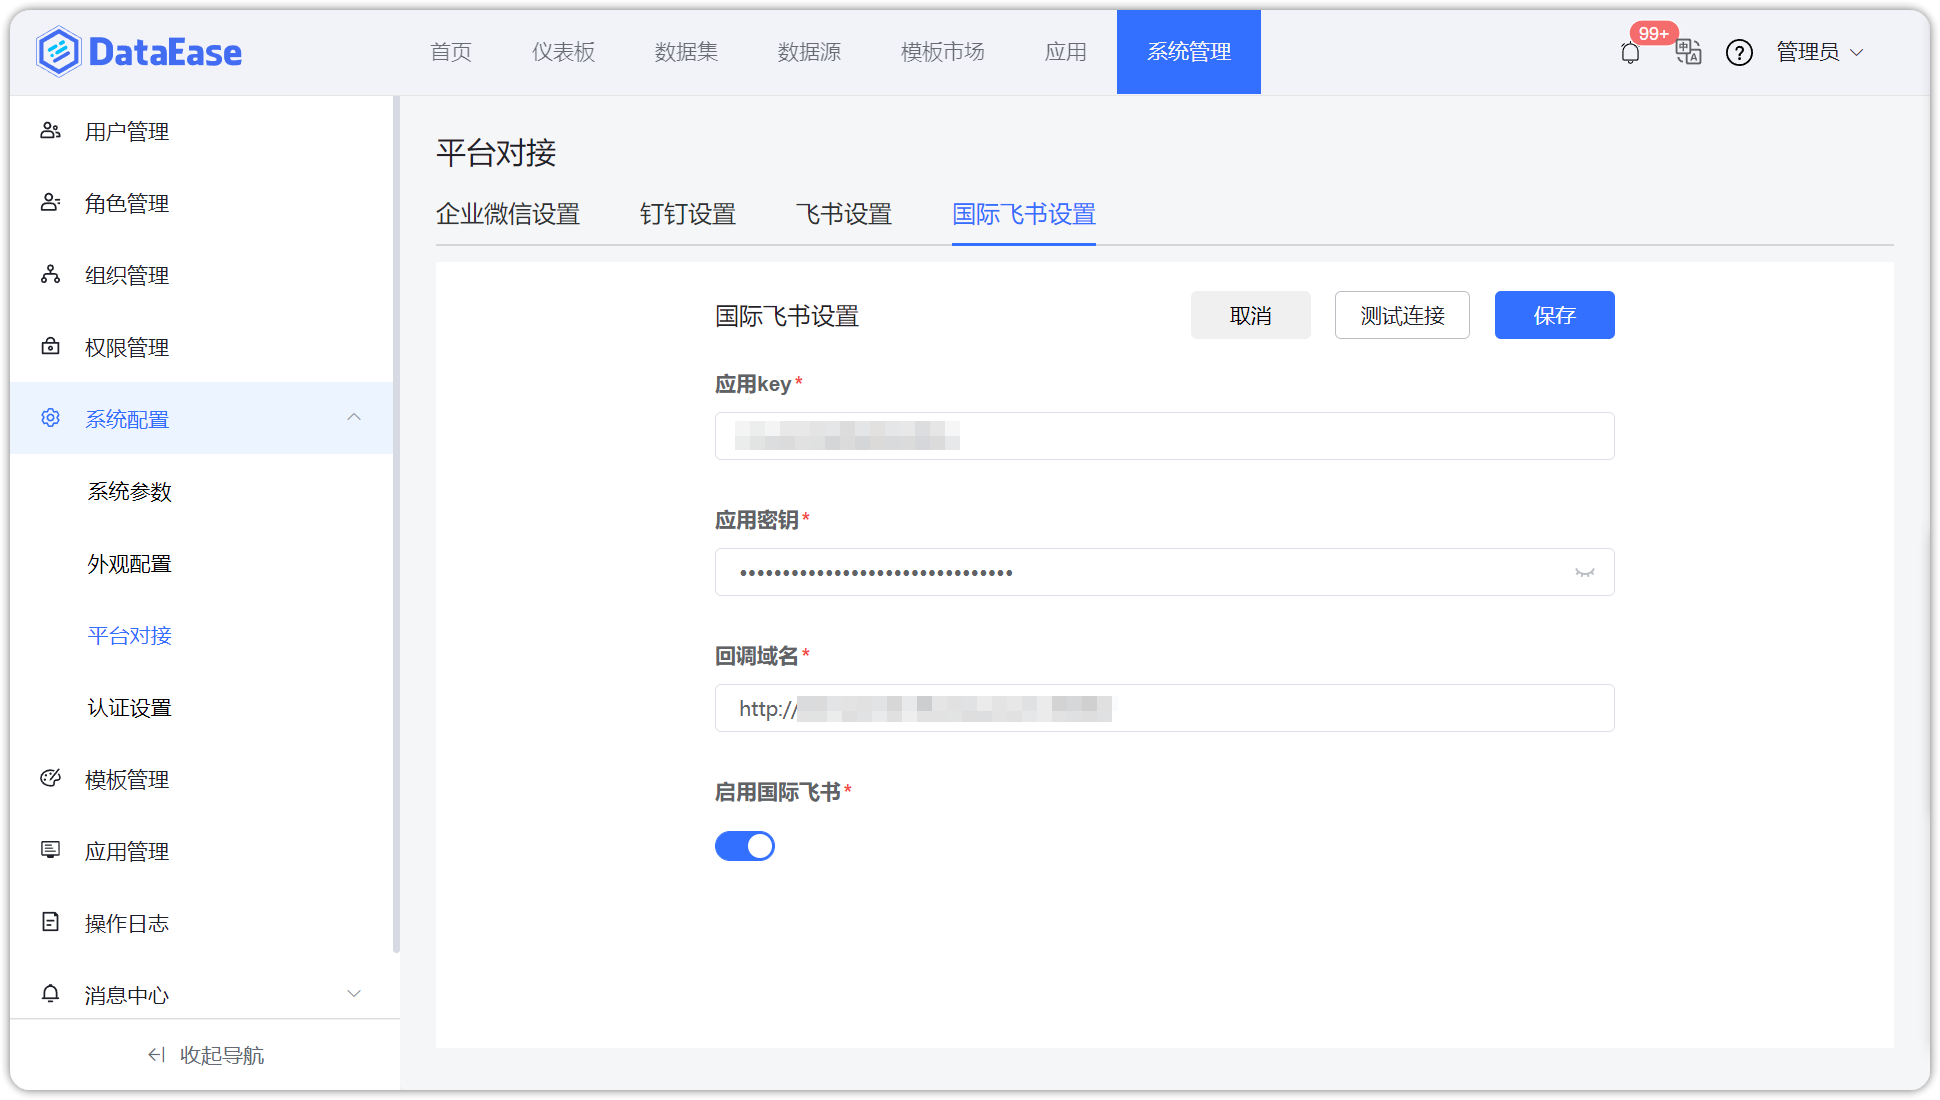 DataEase
首页
仪表板
数据集
数据源
模板市场
应用
系统管理
99+
中
A
?
管理员
用户管理
角色管理
组织管理
权限管理
系统配置
系统参数
外观配置
平台对接
认证设置
模板管理
应用管理
操作日志
消息中心
收起导航
平台对接
企业微信设置
钉钉设置
飞书设置
国际飞书设置
国际飞书设置
取消
测试连接
保存
应用key*
应用密钥*
••••••••••••••••••••••••••••••••
回调域名*
http://
启用国际飞书*